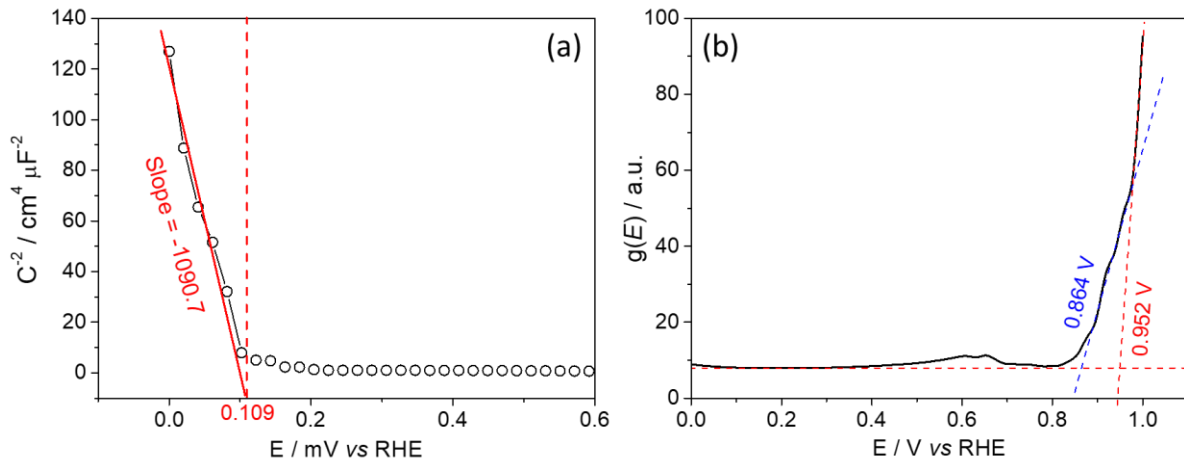 (a)
140
120
100
80
60
40
20
0
C⁻² / cm⁴ μF⁻²
Slope = -1090.7
0.109
0.0
0.2
0.4
0.6
E / mV vs RHE
(b)
100
80
60
40
20
0
g(E) / a.u.
0.864 V
0.952 V
0.0
0.2
0.4
0.6
0.8
1.0
E / V vs RHE